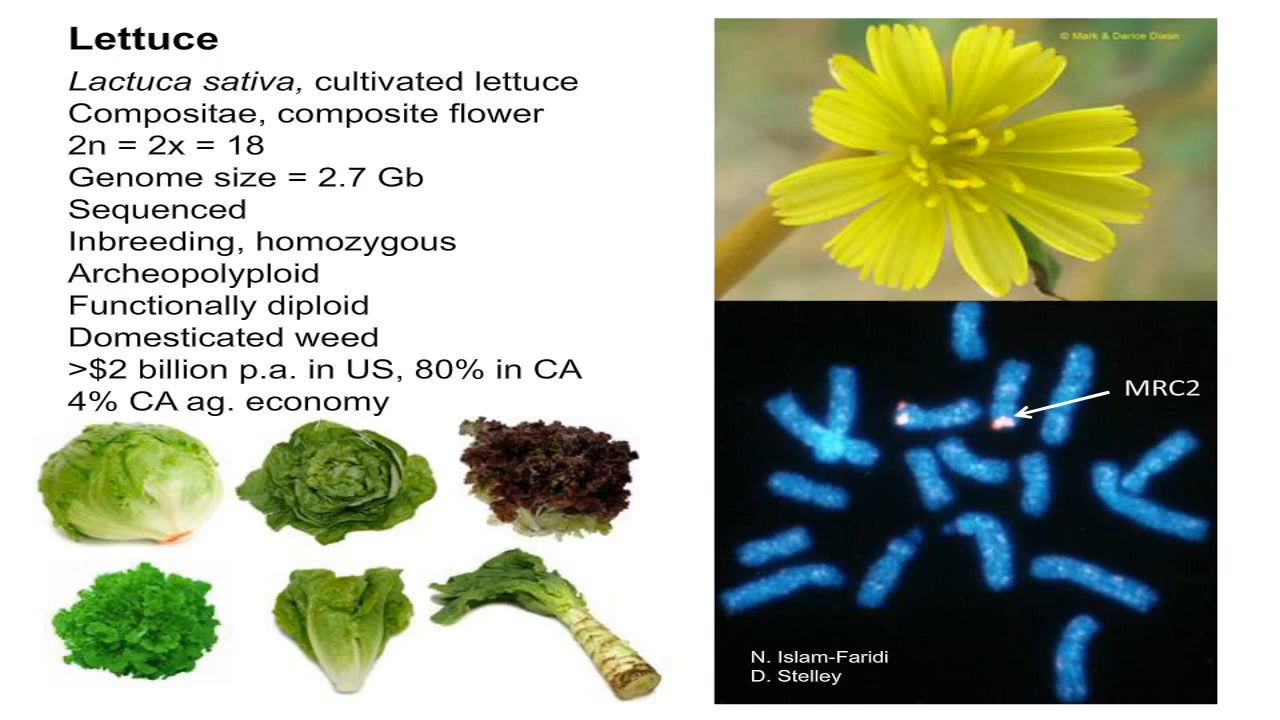 Lettuce
Lactuca sativa, cultivated lettuce
Compositae, composite flower
2n = 2x = 18
Genome size = 2.7 Gb
Sequenced
Inbreeding, homozygous
Archeopolyploid
Functionally diploid
Domesticated weed
>$2 billion p.a. in US, 80% in CA
4% CA ag. economy
© Mark & Darice Dixon
MRC2
N. Islam-Faridi
D. Stelley